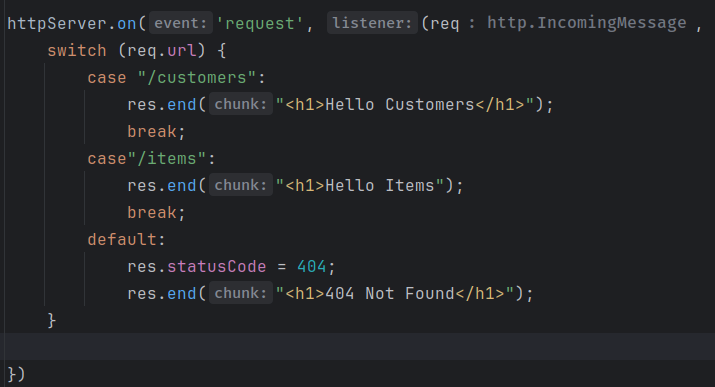 httpServer.on( event: 'request', listener: (req : http.IncomingMessage ,
switch (req.url) {
case "/customers":
res.end( chunk: "<h1>Hello Customers</h1>");
break;
case"/items":
res.end( chunk: "<h1>Hello Items");
break;
default:
res.statusCode = 404;
res.end( chunk: "<h1>404 Not Found</h1>");
}
})